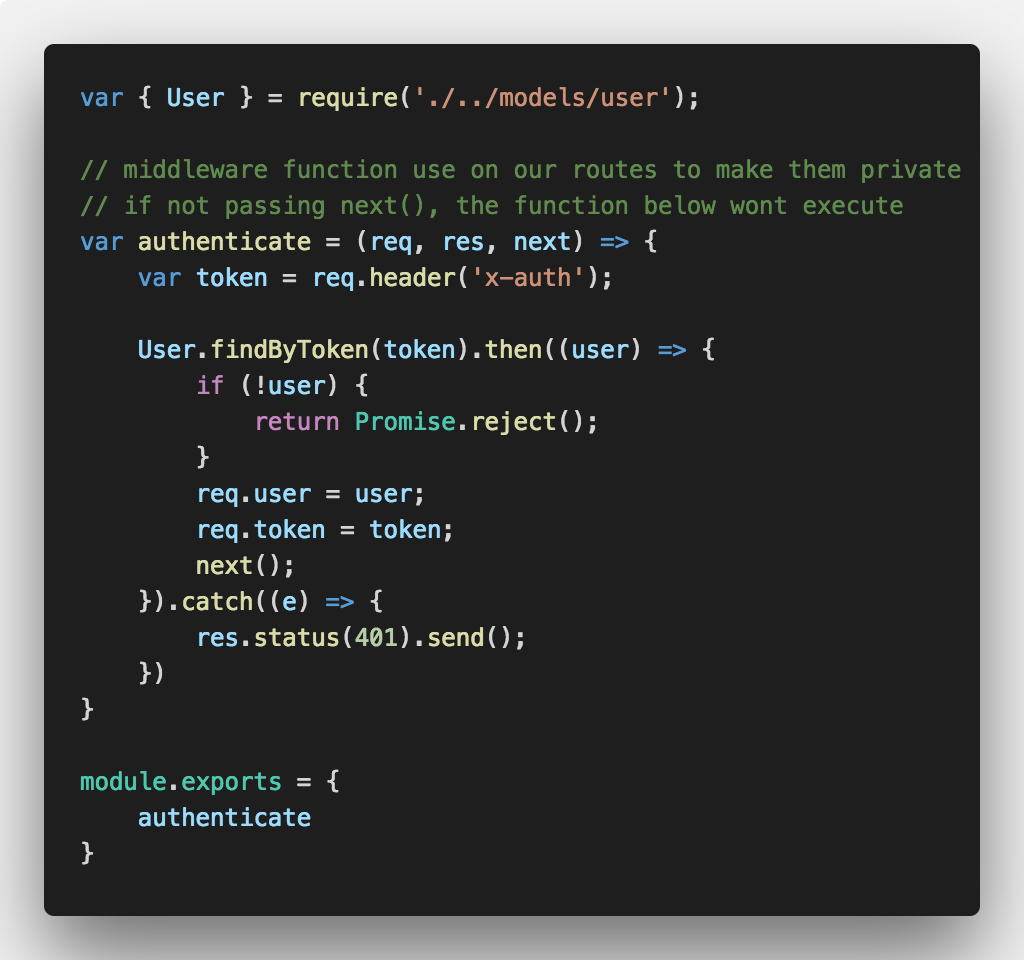 var { User } = require('./../models/user');

// middleware function use on our routes to make them private
// if not passing next(), the function below wont execute
var authenticate = (req, res, next) => {
    var token = req.header('x-auth');

    User.findByToken(token).then((user) => {
        if (!user) {
            return Promise.reject();
        }
        req.user = user;
        req.token = token;
        next();
    }).catch((e) => {
        res.status(401).send();
    })
}

module.exports = {
    authenticate
}